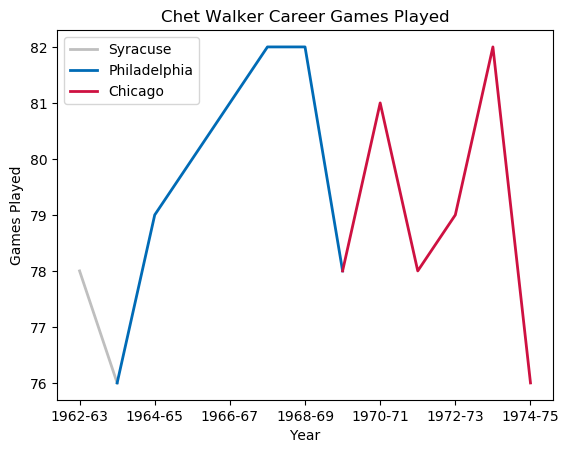 Chet Walker Career Games Played
Syracuse
Philadelphia
Chicago
82
81
80
79
78
77
76
Games Played
1962-63 1964-65 1966-67 1968-69 1970-71 1972-73 1974-75
Year